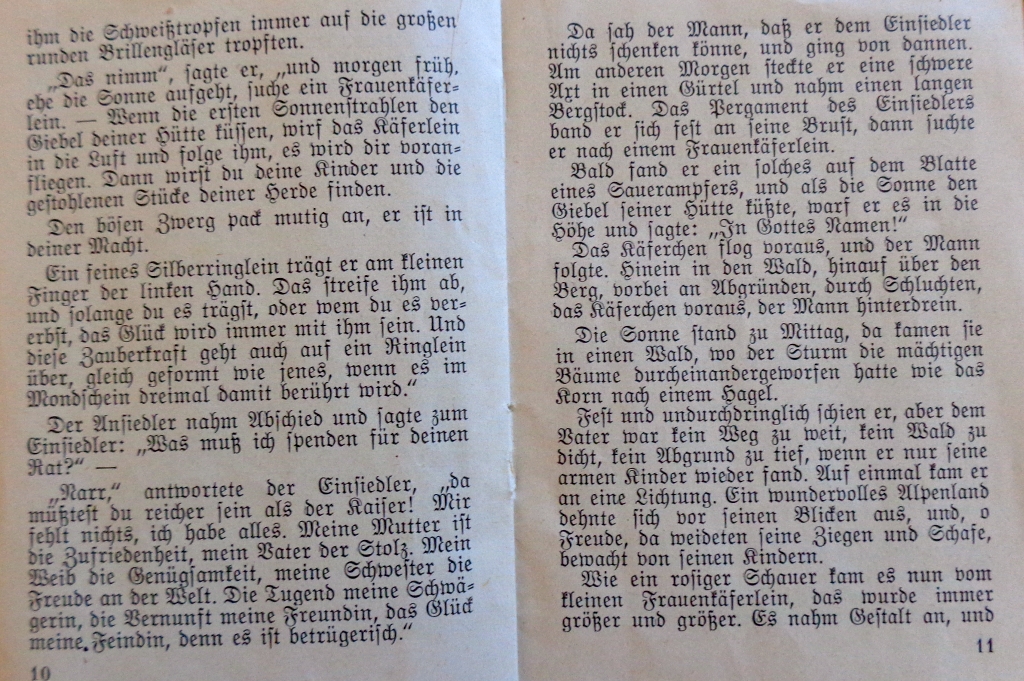 ihm die Schweißtropfen immer auf die großen
runden Brillengläser tropften.
„Das nimm“, sagte er, „und morgen früh,
ehe die Sonne aufgeht, suche ein Frauenkäfer-
lein. — Wenn die ersten Sonnenstrahlen den
Giebel deiner Hütte küssen, wirf das Käferlein
in die Luft und folge ihm, es wird dir voran-
fliegen. Dann wirst du deine Kinder und die
gestohlenen Stücke deiner Herde finden.
Den bösen Zwerg pack mutig an, er ist in
deiner Macht.
Ein feines Silberringlein trägt er am kleinen
Finger der linken Hand. Das streife ihm ab,
und solange du es trägst, oder wem du es ver-
erbst, das Glück wird immer mit ihm sein. Und
diese Zauberkraft geht auch auf ein Ringlein
über, gleich geformt wie jenes, wenn es im
Mondschein dreimal damit berührt wird.“
Der Ansiedler nahm Abschied und sagte zum
Einsiedler: „Was muß ich spenden für deinen
Rat?“ —
„Narr,“ antwortete der Einsiedler, „da
müßtest du reicher sein als der Kaiser! Mir
fehlt nichts, ich habe alles. Meine Mutter ist
die Zufriedenheit, mein Vater der Stolz. Mein
Weib die Genügsamkeit, meine Schwester die
Freude an der Welt. Die Tugend meine Schwä-
gerin, die Vernunft meine Freundin, das Glück
meine Feindin, denn es ist betrügerisch.“
10
Da sah der Mann, daß er dem Einsiedler
nichts schenken könne, und ging von dannen.
Am anderen Morgen steckte er eine schwere
Axt in einen Gürtel und nahm einen langen
Bergstock. Das Pergament des Einsiedlers
band er sich fest an seine Brust, dann suchte
er nach einem Frauenkäferlein.
Bald fand er ein solches auf dem Blatte
eines Sauerampfers, und als die Sonne den
Giebel seiner Hütte küßte, warf er es in die
Höhe und sagte: „In Gottes Namen!“
Das Käferchen flog voraus, und der Mann
folgte. Hinein in den Wald, hinauf über den
Berg, vorbei an Abgründen, durch Schluchten,
das Käferchen voraus, der Mann hinterdrein.
Die Sonne stand zu Mittag, da kamen sie
in einen Wald, wo der Sturm die mächtigen
Bäume durcheinandergeworfen hatte wie das
Korn nach einem Hagel.
Fest und undurchdringlich schien er, aber dem
Vater war kein Weg zu weit, kein Wald zu
dicht, kein Abgrund zu tief, wenn er nur seine
armen Kinder wieder fand. Auf einmal kam er
an eine Lichtung. Ein wundervolles Alpenland
dehnte sich vor seinen Blicken aus, und, o
Freude, da weideten seine Ziegen und Schafe,
bewacht von seinen Kindern.
Wie ein rosiger Schauer kam es nun vom
kleinen Frauenkäferlein, das wurde immer
größer und größer. Es nahm Gestalt an, und
11